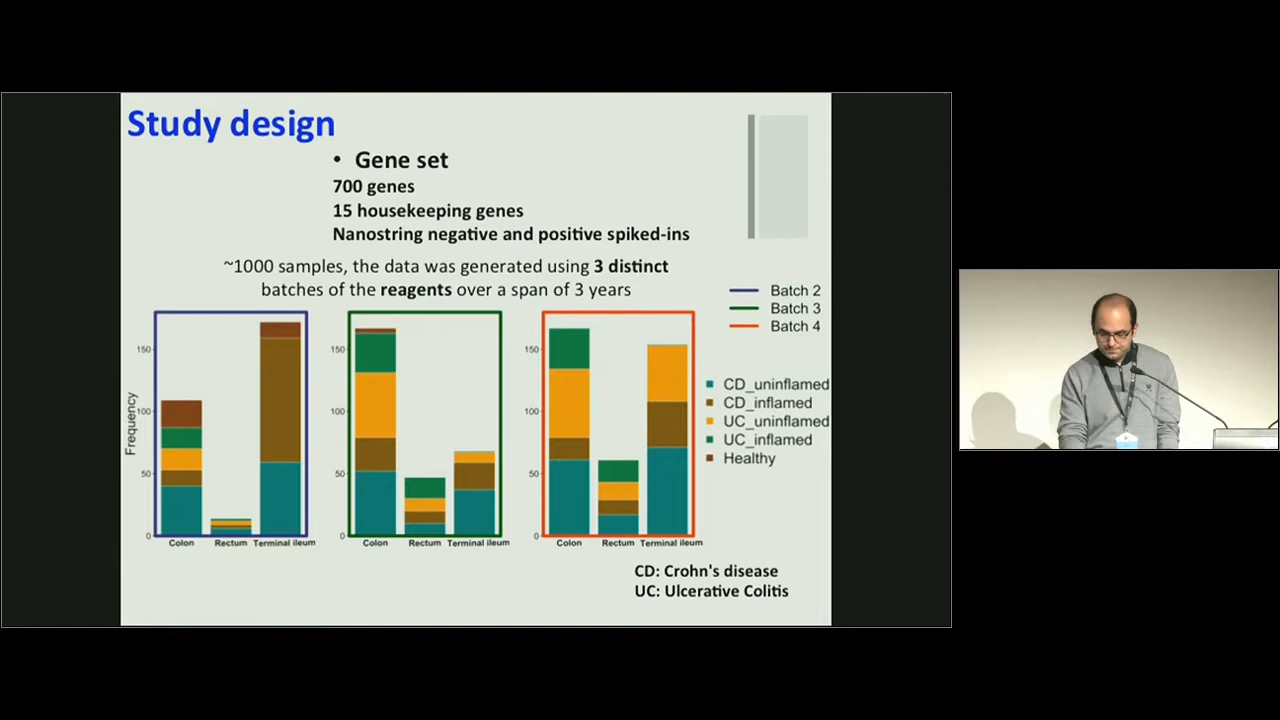 Study design
• Gene set
700 genes
15 housekeeping genes
Nanostring negative and positive spiked-ins
~1000 samples, the data was generated using 3 distinct
batches of the reagents over a span of 3 years
Batch 2
Batch 3
Batch 4
Frequency
150
100
50
0
Colon Rectum Terminal ileum
150
100
50
0
Colon Rectum Terminal ileum
150
100
50
0
Colon Rectum Terminal ileum
CD_uninflamed
CD_inflamed
UC_uninflamed
UC_inflamed
Healthy
CD: Crohn's disease
UC: Ulcerative Colitis